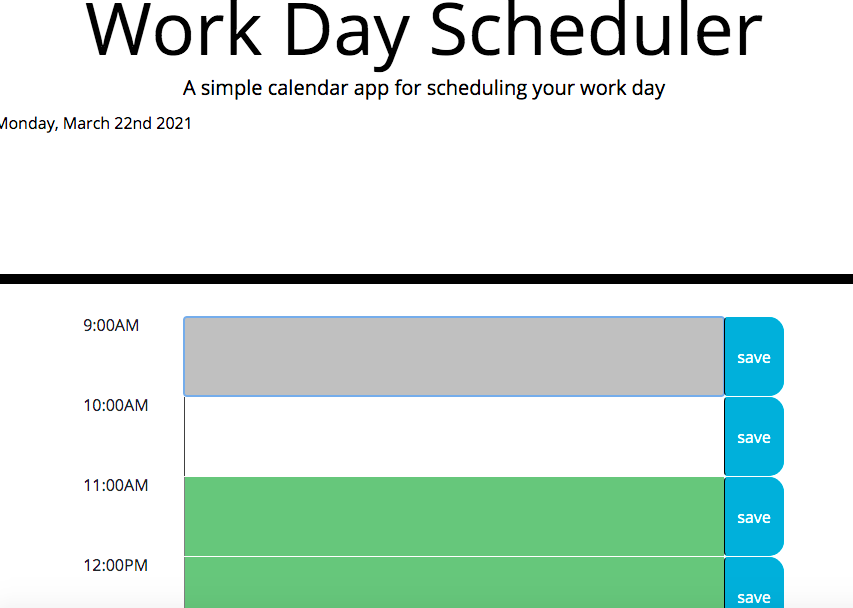 Work Day Scheduler
A simple calendar app for scheduling your work day
Monday, March 22nd 2021
9:00AM
save
10:00AM
save
11:00AM
save
12:00PM
save